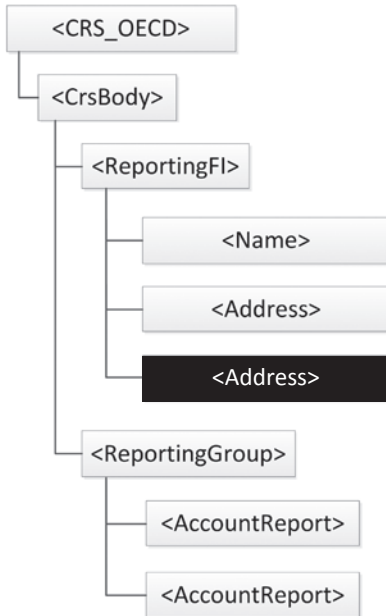 <CRS_OECD>
<CrsBody>
<ReportingFI>
<Name>
<Address>
<Address>
<ReportingGroup>
<AccountReport>
<AccountReport>